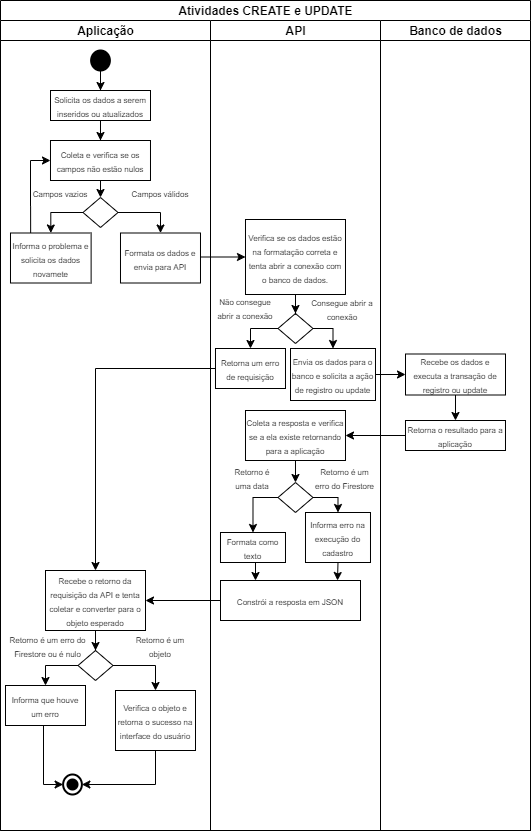 Atividades CREATE e UPDATE
Aplicação
API
Banco de dados
Solicita os dados a serem
inseridos ou atualizados
Coleta e verifica se os
campos não estão nulos
Campos vazios
Campos válidos
Informa o problema e
solicita os dados
novamete
Formata os dados e
envia para API
Verifica se os dados estão
na formatação correta e
tenta abrir a conexão com
o banco de dados.
Não consegue
abrir a conexão
Consegue abrir a
conexão
Retorna um erro
de requisição
Envia os dados para o
banco e solicita a ação
de registro ou update
Recebe os dados e
executa a transação de
registro ou update
Retorna o resultado para a
aplicação
Coleta a resposta e verifica
se a ela existe retornando
para a aplicação
Retorno é
uma data
Retorno é um
erro do Firestore
Formata como
texto
Informa erro na
execução do
cadastro
Constrói a resposta em JSON
Recebe o retorno da
requisição da API e tenta
coletar e converter para o
objeto esperado
Retorno é um erro do
Firestore ou é nulo
Retorno é um
objeto
Informa que houve
um erro
Verifica o objeto e
retorna o sucesso na
interface do usuário